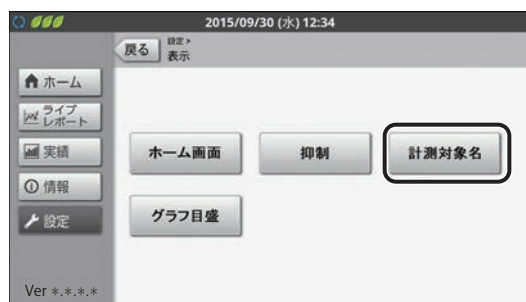 2015/09/30 (水) 12:34
戻る
設定>
表示
ホーム
ライブ
レポート
実績
情報
設定
ホーム画面
抑制
計測対象名
グラフ目盛
Ver *.*.*.*